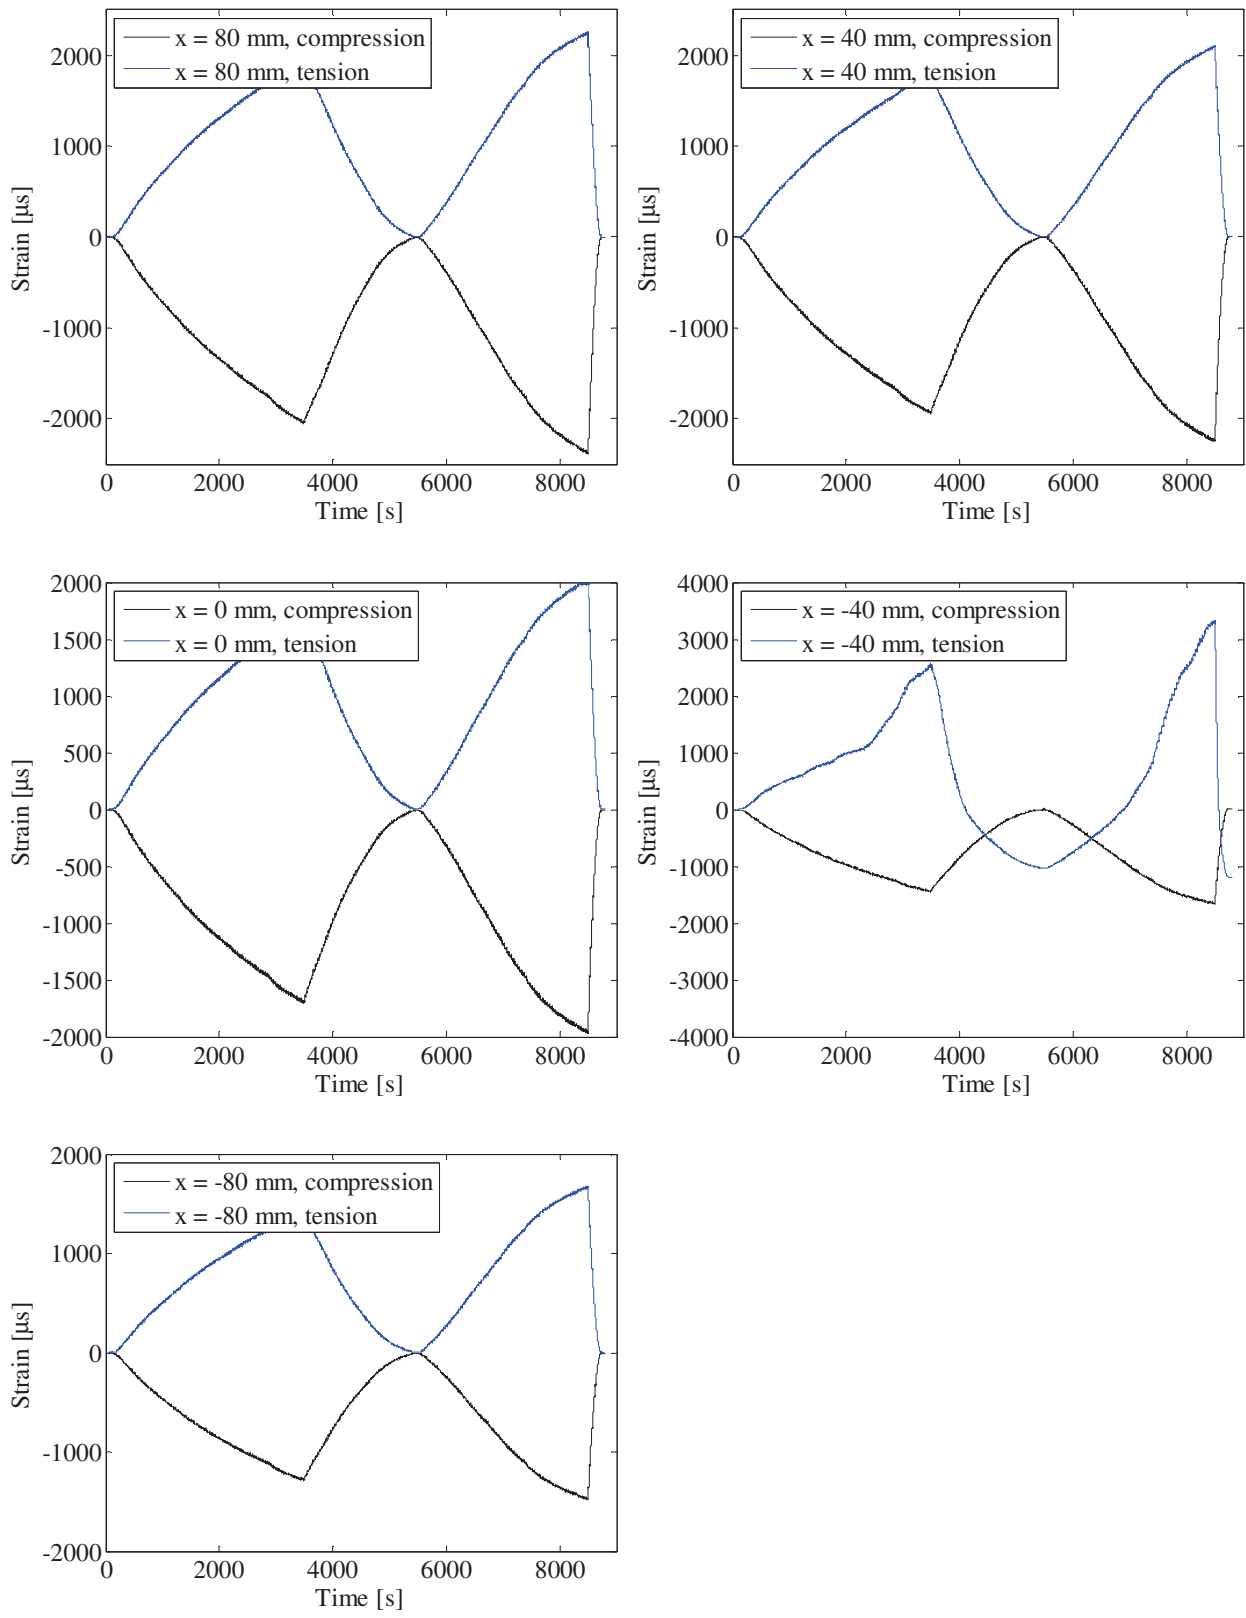 x = 80 mm, compression
x = 80 mm, tension
2000
1000
0
-1000
-2000
Strain [μs]
0 2000 4000 6000 8000
Time [s]
x = 40 mm, compression
x = 40 mm, tension
2000
1000
0
-1000
-2000
Strain [μs]
0 2000 4000 6000 8000
Time [s]
x = 0 mm, compression
x = 0 mm, tension
2000
1500
1000
500
0
-500
-1000
-1500
-2000
Strain [μs]
0 2000 4000 6000 8000
Time [s]
x = -40 mm, compression
x = -40 mm, tension
4000
3000
2000
1000
0
-1000
-2000
-3000
-4000
Strain [μs]
0 2000 4000 6000 8000
Time [s]
x = -80 mm, compression
x = -80 mm, tension
2000
1000
0
-1000
-2000
Strain [μs]
0 2000 4000 6000 8000
Time [s]